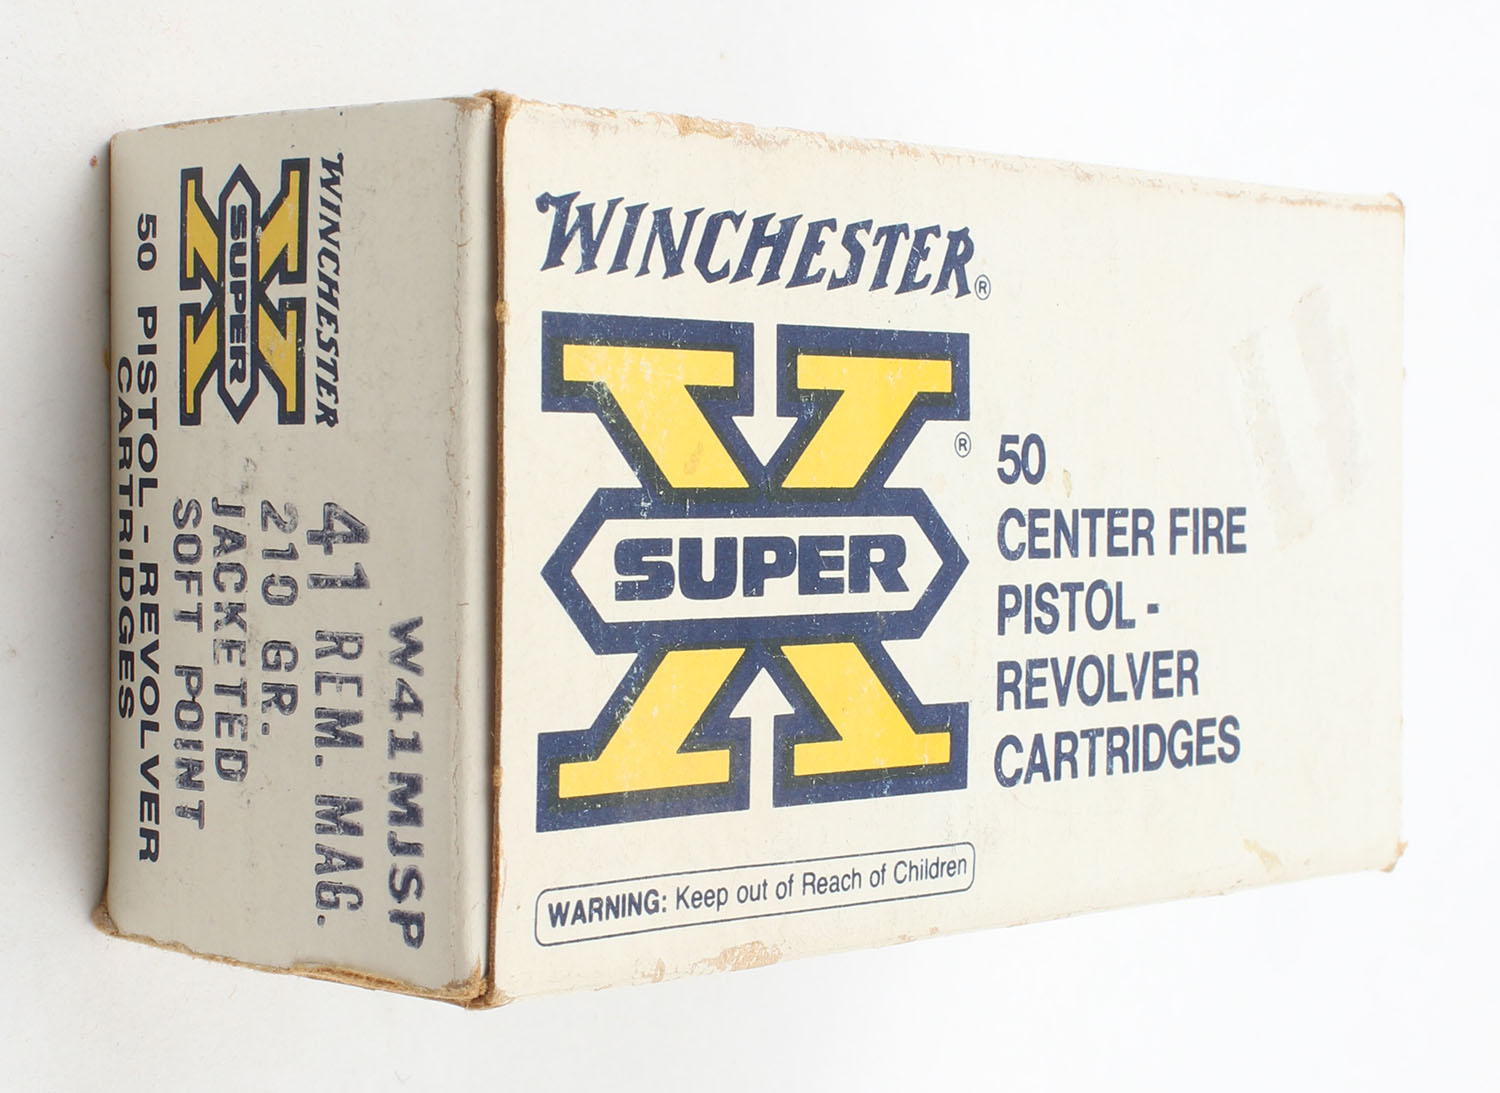 WINCHESTER®
X®
SUPER
50
CENTER FIRE
PISTOL -
REVOLVER
CARTRIDGES
WARNING: Keep out of Reach of Children
W41MJSP
WINCHESTER
X
SUPER
41 REM. MAG.
210 GR.
JACKETED
SOFT POINT
50 PISTOL - REVOLVER
CARTRIDGES